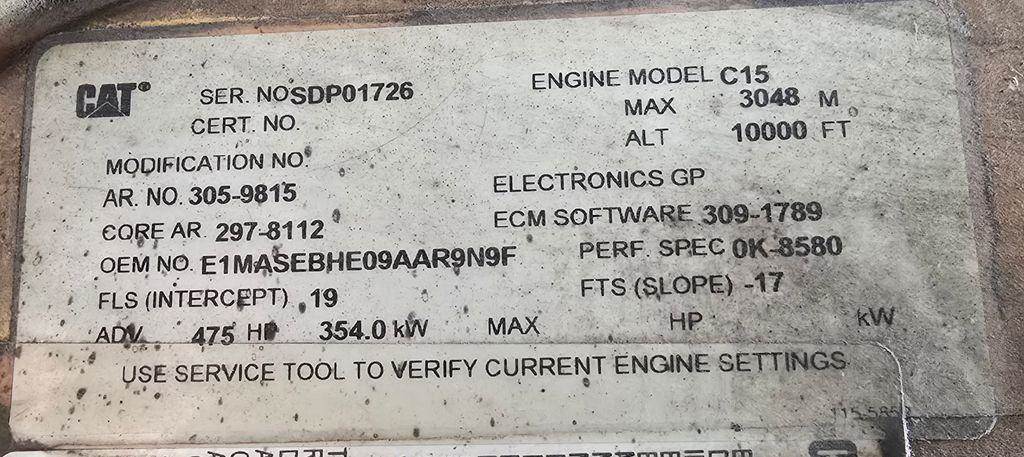 CAT® SER. NO SDP01726 ENGINE MODEL C15
CERT. NO. MAX 3048 M
ALT 10000 FT
MODIFICATION NO.
AR. NO. 305-9815 ELECTRONICS GP
CORE AR 297-8112 ECM SOFTWARE 309-1789
OEM NO. E1MASEBHE09AAR9N9F PERF. SPEC 0K-8580
FLS (INTERCEPT) 19 FTS (SLOPE) -17
ADV. 475 HP 354.0 kW MAX HP kW
USE SERVICE TOOL TO VERIFY CURRENT ENGINE SETTINGS